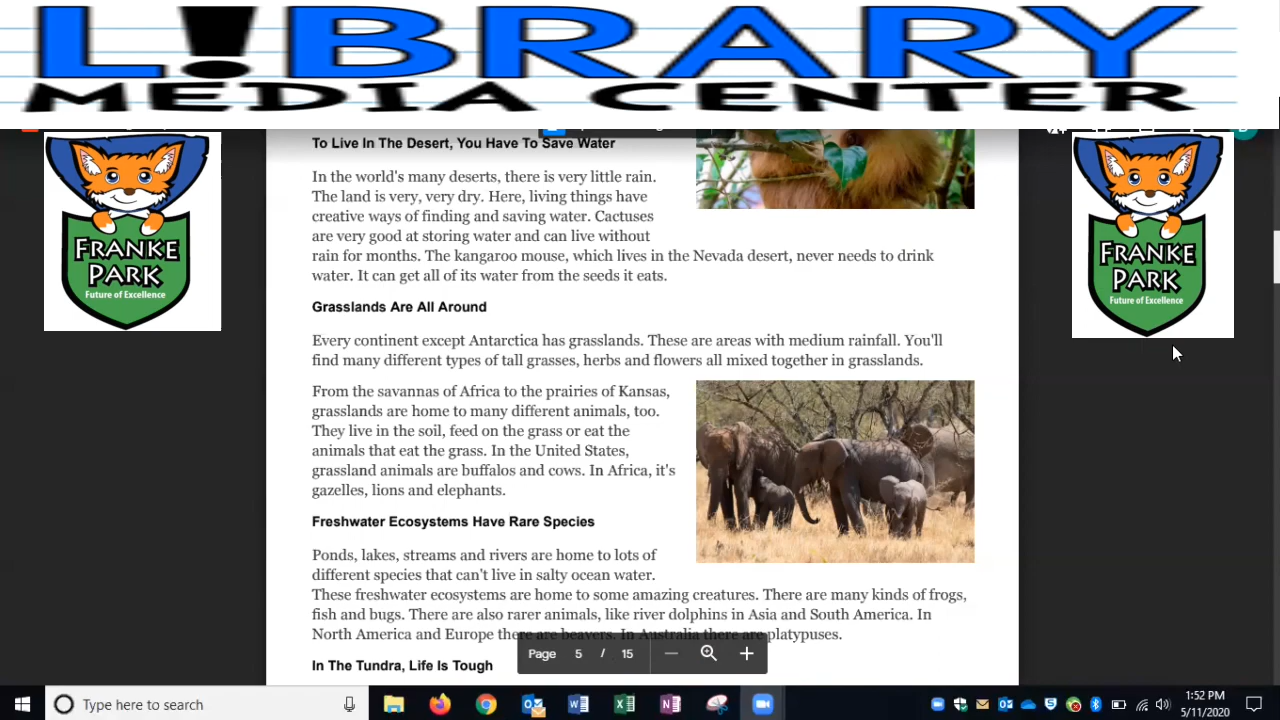 L!BRARY
MEDIA CENTER
To Live In The Desert, You Have To Save Water
In the world's many deserts, there is very little rain.
The land is very, very dry. Here, living things have
creative ways of finding and saving water. Cactuses
are very good at storing water and can live without
rain for months. The kangaroo mouse, which lives in the Nevada desert, never needs to drink
water. It can get all of its water from the seeds it eats.
Grasslands Are All Around
Every continent except Antarctica has grasslands. These are areas with medium rainfall. You'll
find many different types of tall grasses, herbs and flowers all mixed together in grasslands.
From the savannas of Africa to the prairies of Kansas,
grasslands are home to many different animals, too.
They live in the soil, feed on the grass or eat the
animals that eat the grass. In the United States,
grassland animals are buffalos and cows. In Africa, it's
gazelles, lions and elephants.
Freshwater Ecosystems Have Rare Species
Ponds, lakes, streams and rivers are home to lots of
different species that can't live in salty ocean water.
These freshwater ecosystems are home to some amazing creatures. There are many kinds of frogs,
fish and bugs. There are also rarer animals, like river dolphins in Asia and South America. In
North America and Europe there are beavers. In Australia there are platypuses.
In The Tundra, Life Is Tough
Page 5 / 15
FRANKE
PARK
Future of Excellence
FRANKE
PARK
Future of Excellence
Type here to search
1:52 PM
5/11/2020